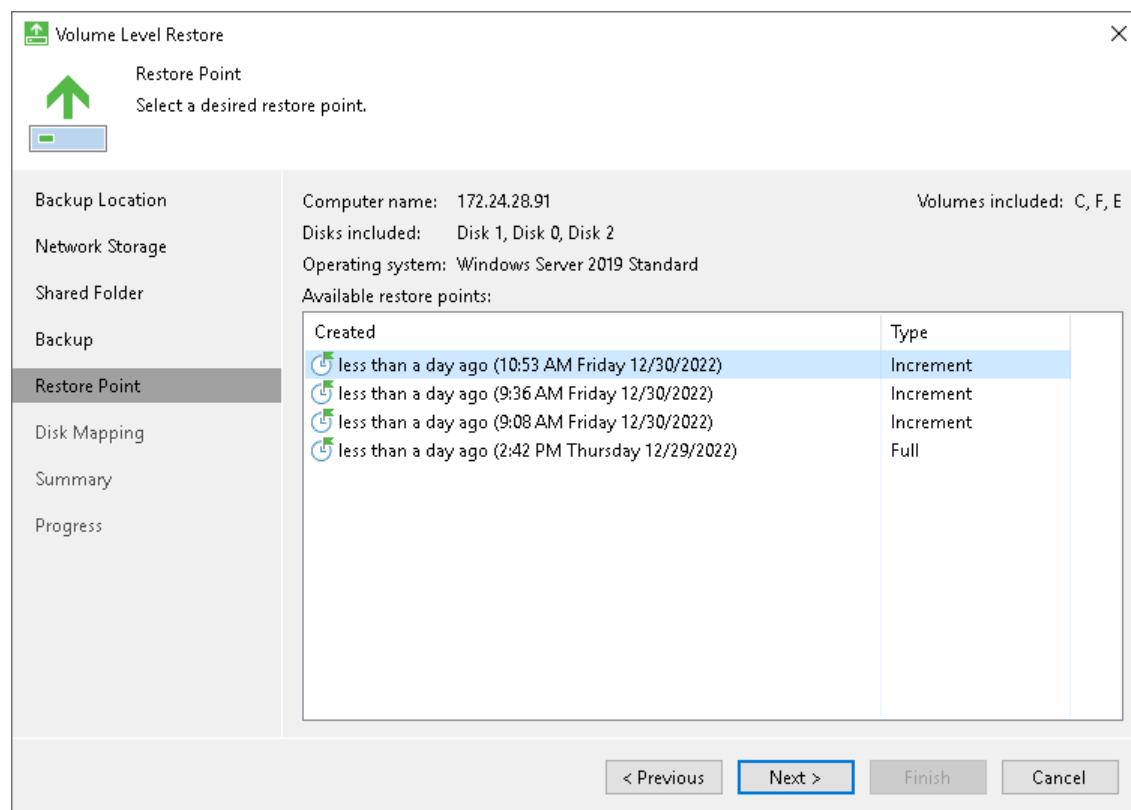 Volume Level Restore
Restore Point
Select a desired restore point.
Backup Location
Network Storage
Shared Folder
Backup
Restore Point
Disk Mapping
Summary
Progress
Computer name: 172.24.28.91 Volumes included: C, F, E
Disks included: Disk 1, Disk 0, Disk 2
Operating system: Windows Server 2019 Standard
Available restore points:
Created Type
less than a day ago (10:53 AM Friday 12/30/2022) Increment
less than a day ago (9:36 AM Friday 12/30/2022) Increment
less than a day ago (9:08 AM Friday 12/30/2022) Increment
less than a day ago (2:42 PM Thursday 12/29/2022) Full
< Previous Next > Finish Cancel